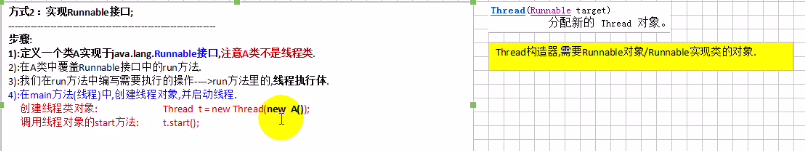 方式2：实现Runnable接口;
------------------------------------------------------------
步骤:
1):定义一个类A实现于java.lang.Runnable接口,注意A类不是线程类.
2):在A类中覆盖Runnable接口中的run方法.
3):我们在run方法中编写需要执行的操作---->run方法里的,线程执行体.
4):在main方法(线程)中,创建线程对象,并启动线程.
创建线程类对象: Thread t = new Thread(new A());
调用线程对象的start方法: t.start();
Thread(Runnable target)
分配新的 Thread 对象。
Thread构造器,需要Runnable对象/Runnable实现类的对象.